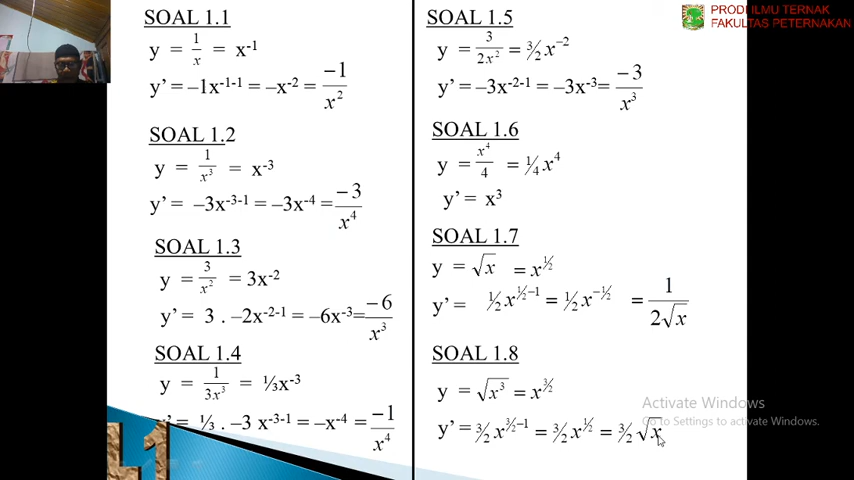 PRODI ILMU TERNAK
FAKULTAS PETERNAKAN
SOAL 1.1
y = 1/x = x⁻¹
y’ = –1x⁻¹⁻¹ = –x⁻² = −1/x²
SOAL 1.2
y = 1/x³ = x⁻³
y’ = –3x⁻³⁻¹ = –3x⁻⁴ = −3/x⁴
SOAL 1.3
y = 3/x² = 3x⁻²
y’ = 3 . –2x⁻²⁻¹ = –6x⁻³= −6/x³
SOAL 1.4
y = 1/3x³ = ⅓x⁻³
= ⅓ . –3 x⁻³⁻¹ = –x⁻⁴ = −1/x⁴
SOAL 1.5
y = 3/2x² = 3/2 x⁻²
y’ = –3x⁻²⁻¹ = –3x⁻³= −3/x³
SOAL 1.6
y = x⁴/4 = 1/4 x⁴
y’ = x³
SOAL 1.7
y = √x = x^1/2
y’ = 1/2 x^1/2−1 = 1/2 x^−1/2 = 1/2√x
SOAL 1.8
y = √x³ = x^3/2
y’ = 3/2 x^3/2−1 = 3/2 x^1/2 = 3/2 √x
Activate Windows
Go to Settings to activate Windows.